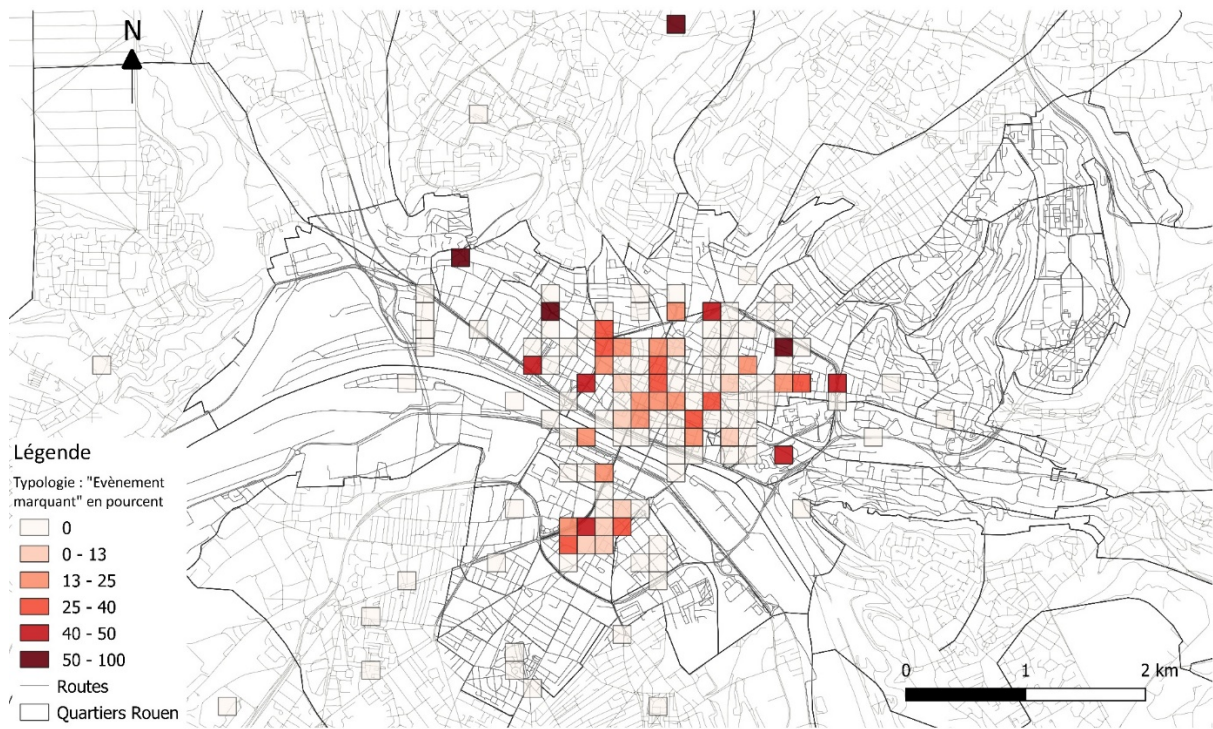 N
Légende
Typologie : "Evènement
marquant" en pourcent
0
0 - 13
13 - 25
25 - 40
40 - 50
50 - 100
Routes
Quartiers Rouen
0 1 2 km